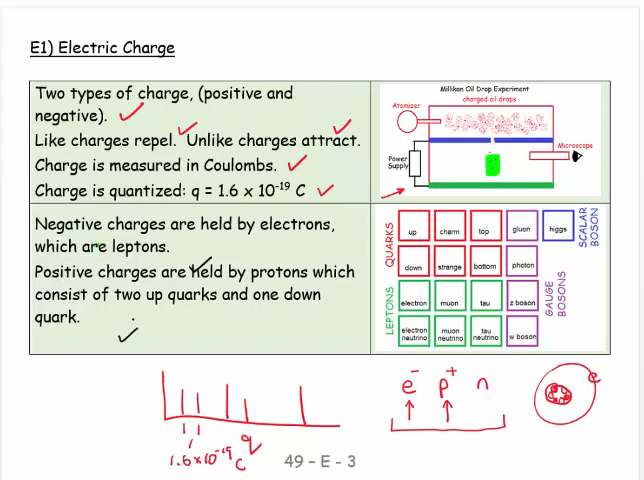 E1) Electric Charge
Two types of charge, (positive and
negative).
Like charges repel. Unlike charges attract.
Charge is measured in Coulombs.
Charge is quantized: q = 1.6 x 10⁻¹⁹ C
Millikan Oil Drop Experiment
charged oil drops
Atomizer
Microscope
Power
Supply
Negative charges are held by electrons,
which are leptons.
Positive charges are held by protons which
consist of two up quarks and one down
quark.
QUARKS
up
charm
top
gluon
higgs
SCALAR
BOSON
down
strange
bottom
photon
LEPTONS
electron
muon
tau
z boson
GAUGE
BOSONS
electron
neutrino
muon
neutrino
tau
neutrino
w boson
e⁻ p⁺ n
e
q
1.6×10⁻¹⁹ C
49 - E - 3